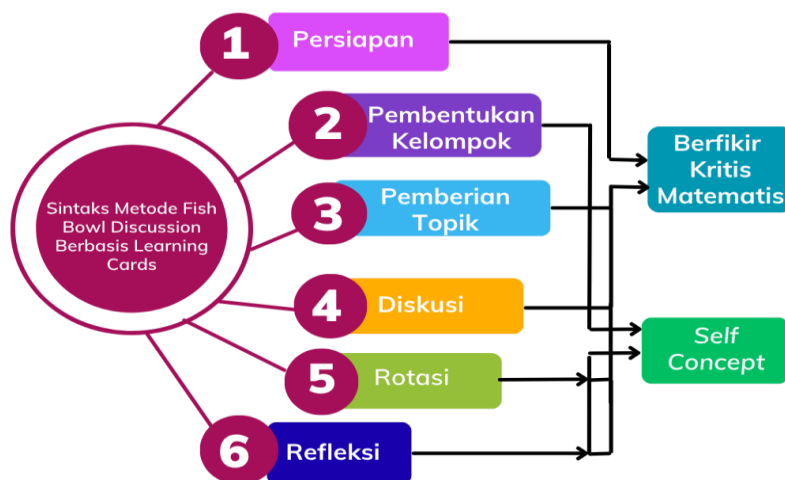 Sintaks Metode Fish
Bowl Discussion
Berbasis Learning
Cards
1
Persiapan
2
Pembentukan
Kelompok
3
Pemberian
Topik
4
Diskusi
5
Rotasi
6
Refleksi
Berfikir
Kritis
Matematis
Self
Concept